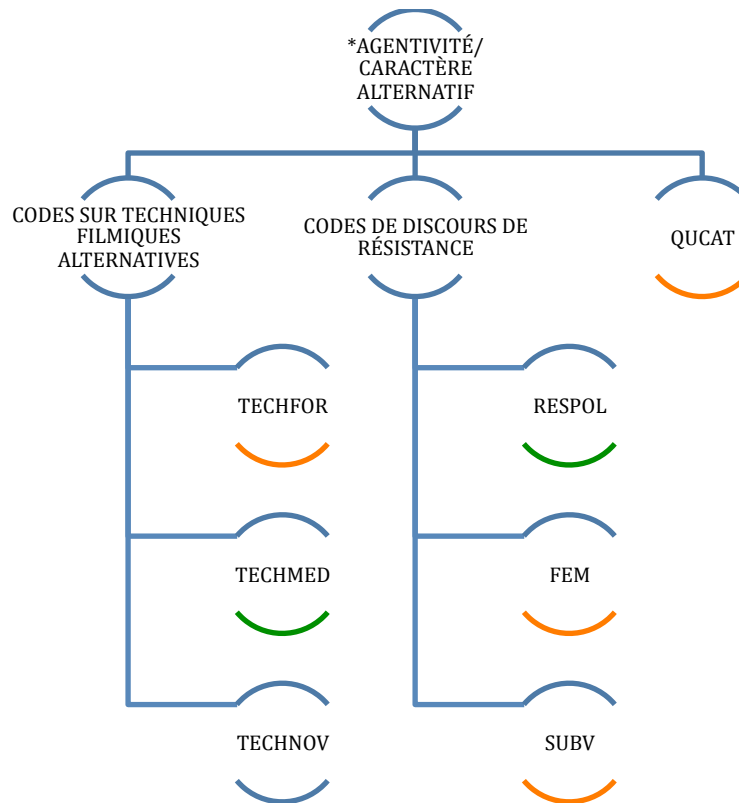 *AGENTIVITÉ/
CARACTÈRE
ALTERNATIF
CODES SUR TECHNIQUES
FILMIQUES
ALTERNATIVES
CODES DE DISCOURS DE
RÉSISTANCE
QUCAT
TECHFOR
RESPOL
TECHMED
FEM
TECHNOV
SUBV